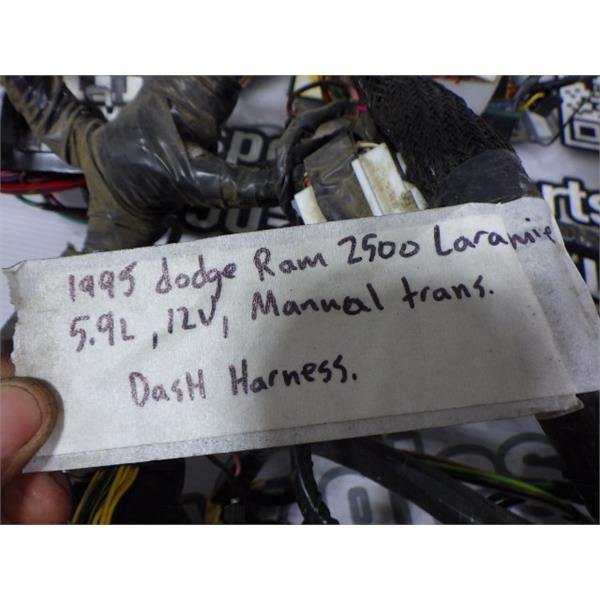 1995 dodge Ram 2500 Laramie
5.9L, 12V, Manual trans.
DasH Harness.